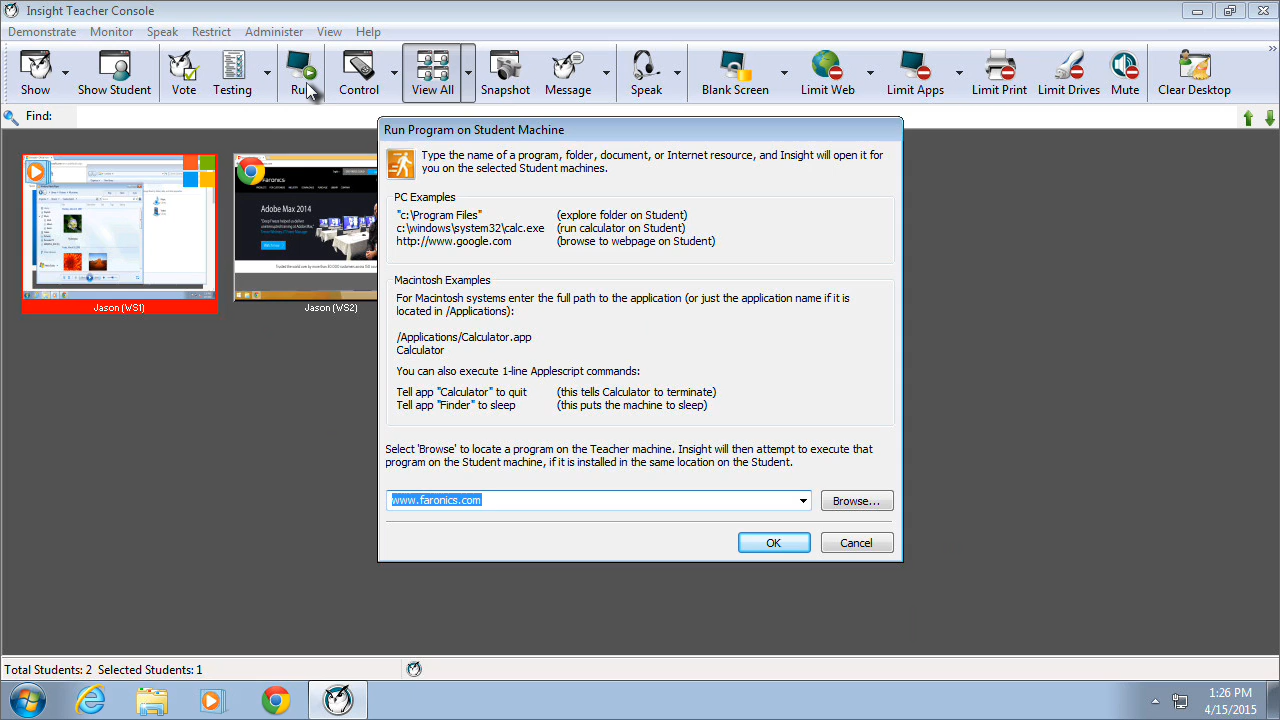 Insight Teacher Console
Demonstrate Monitor Speak Restrict Administer View Help
Show Show Student Vote Testing Run Control View All Snapshot Message Speak Blank Screen Limit Web Limit Apps Limit Print Limit Drives Mute Clear Desktop
Find:
Run Program on Student Machine
Type the name of a program, folder, document, or Internet resource and Insight will open it for
you on the selected Student machine.
PC Examples
"c:\Program Files" (explore folder on Student)
c:\windows\system32\calc.exe (run calculator on Student)
http://www.google.com (browse to webpage on Student)
Macintosh Examples
For Macintosh systems enter the full path to the application (or just the application name if it is
located in /Applications):
/Applications/Calculator.app
Calculator
You can also execute 1-line Applescript commands:
Tell app "Calculator" to quit (this tells Calculator to terminate)
Tell app "Finder" to sleep (this puts the machine to sleep)
Select 'Browse' to locate a program on the Teacher machine. Insight will then attempt to execute that
program on the Student machine, if it is installed in the same location on the Student.
www.faronics.com Browse...
OK Cancel
faronics
Adobe Max 2014
Jason (WS1) Jason (WS2)
Total Students: 2 Selected Students: 1
1:26 PM
4/15/2015